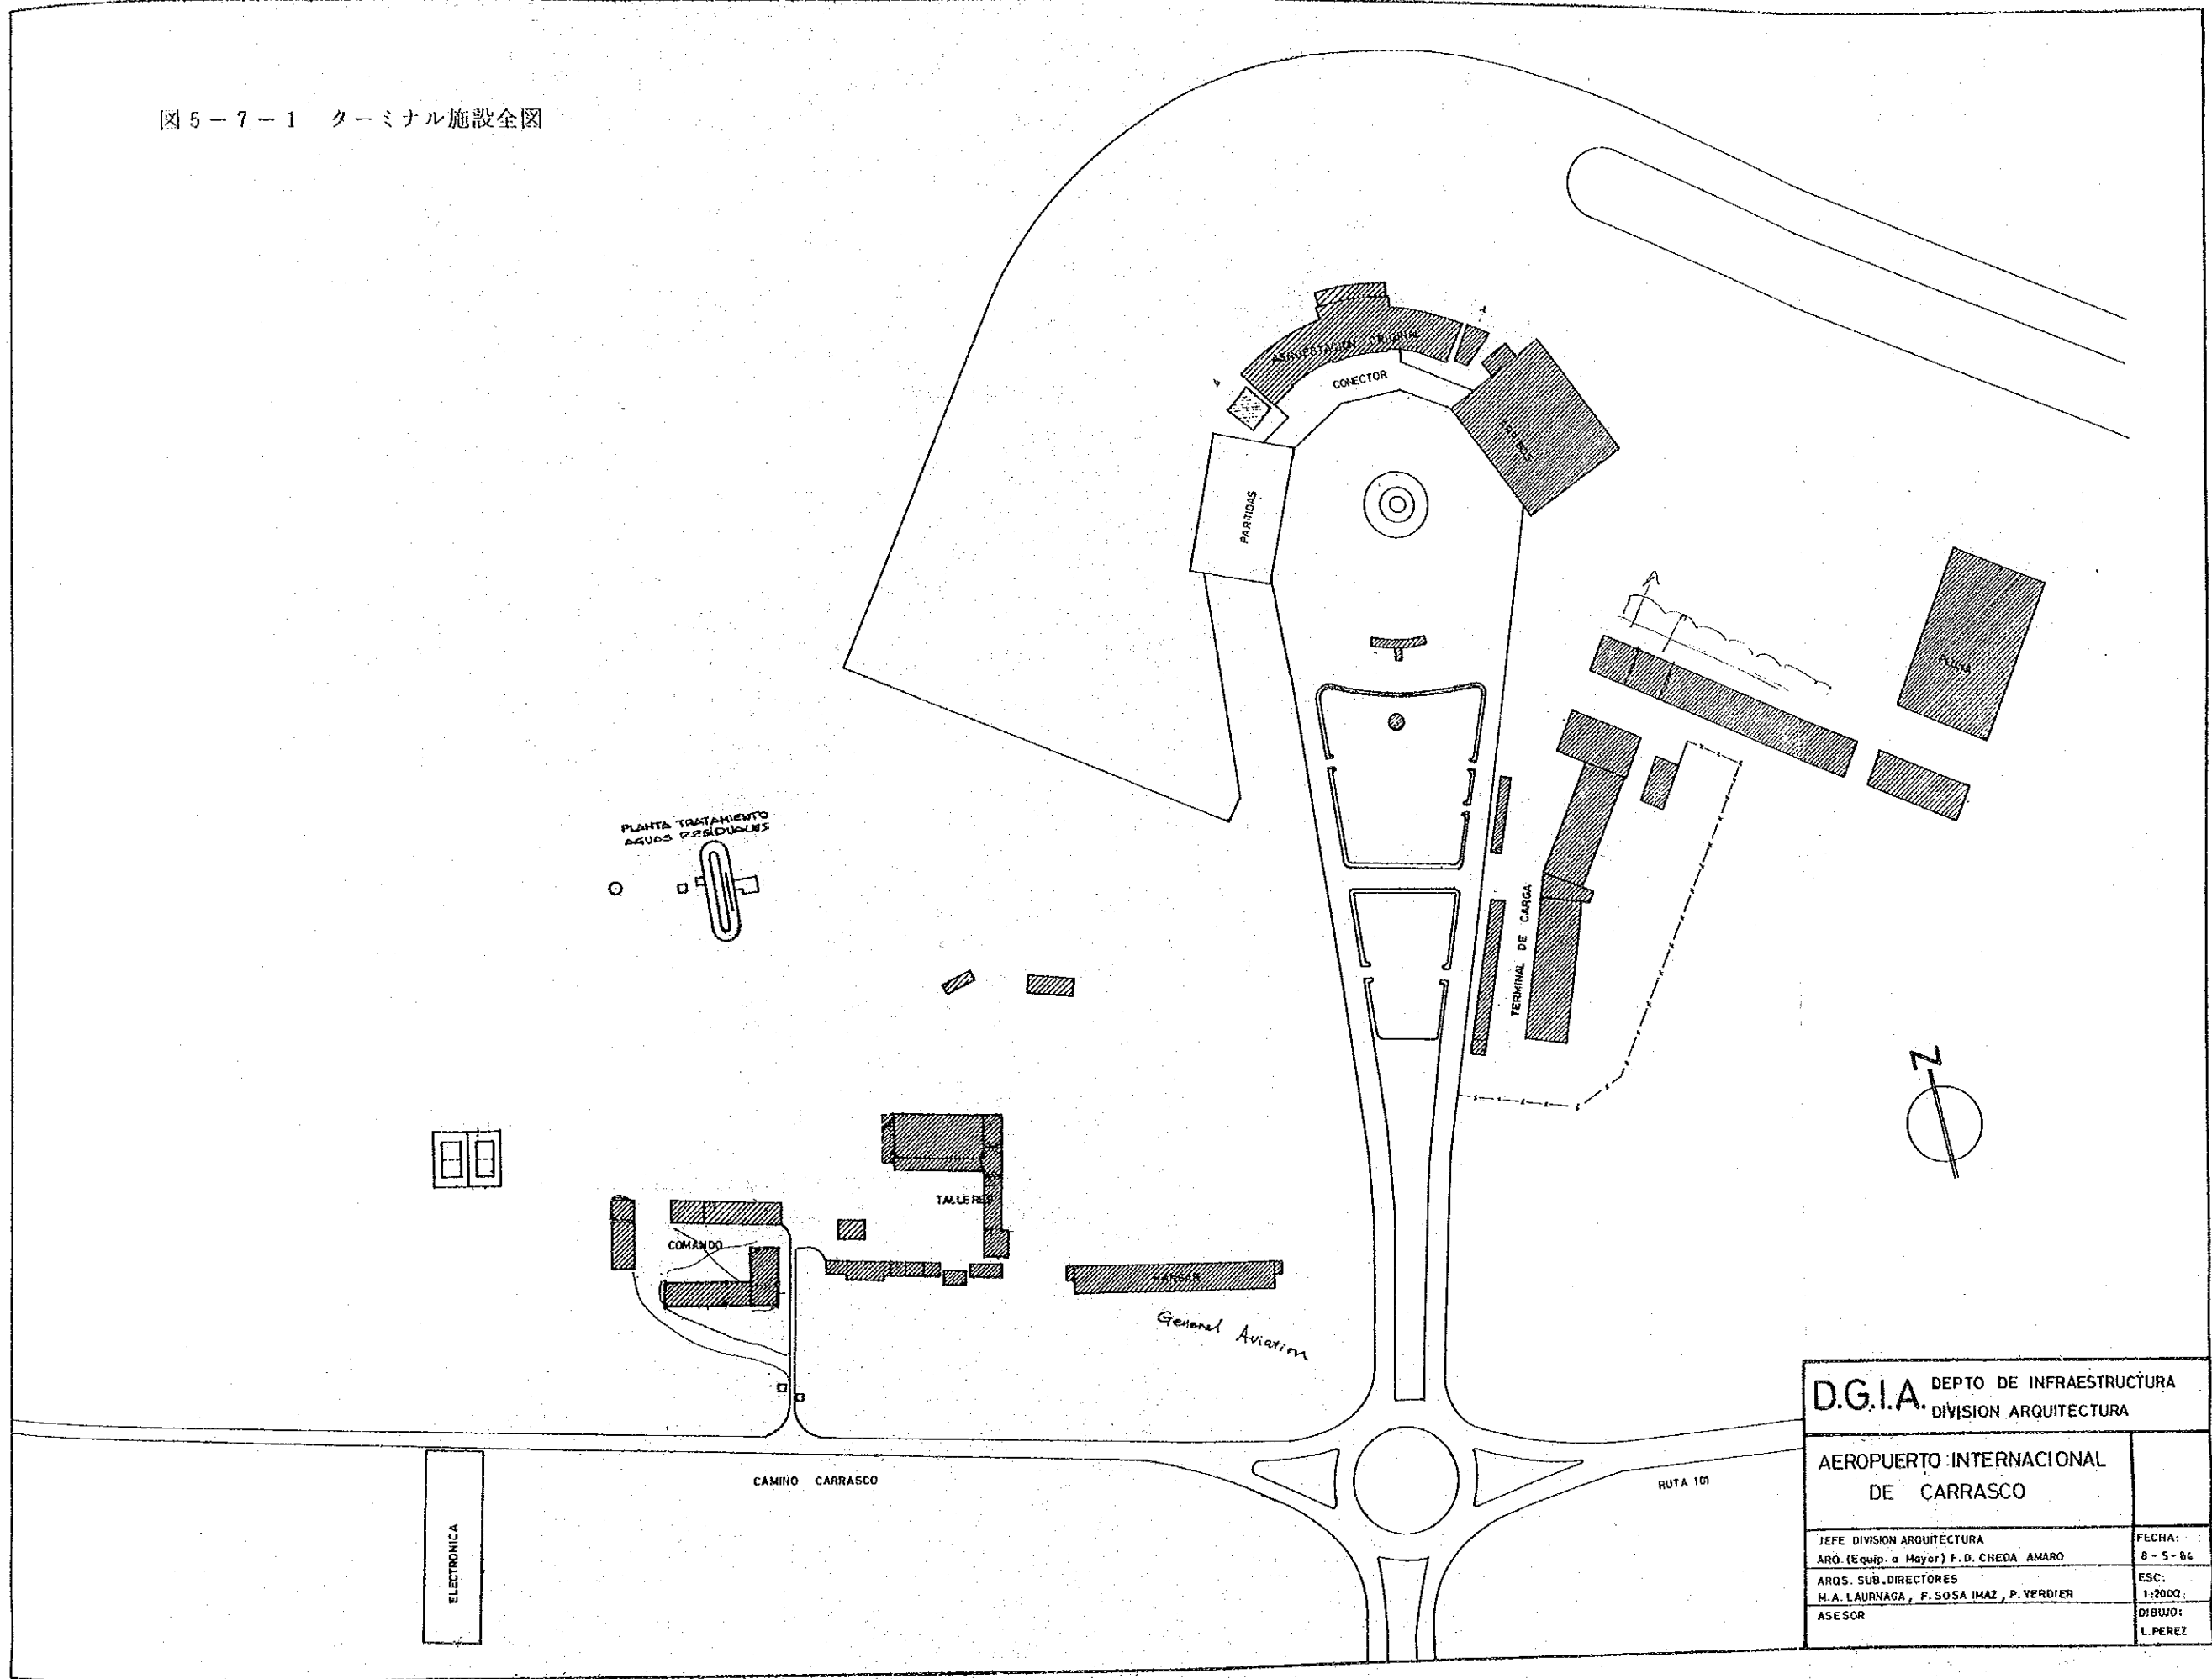 図5-7-1 ターミナル施設全図
AEROESTACION ORIGINAL
CONECTOR
ARRIBOS
PARTIDAS
PLUNA
PLANTA TRATAMIENTO
AGUAS RESIDUALES
TERMINAL DE CARGA
N
TALLERES
COMANDO
HANGAR
General Aviation
CAMINO CARRASCO
RUTA 101
ELECTRONICA
D.G.I.A. DEPTO DE INFRAESTRUCTURA
DIVISION ARQUITECTURA
AEROPUERTO INTERNACIONAL
DE CARRASCO
JEFE DIVISION ARQUITECTURA
ARQ. (Equip. a Mayor) F.D. CHEDA AMARO
FECHA:
8-5-84
ARQS. SUB.DIRECTORES
M.A. LAURNAGA, F. SOSA IMAZ, P. VERDIER
ESC:
1:2000
ASESOR
DIBUJO:
L. PEREZ